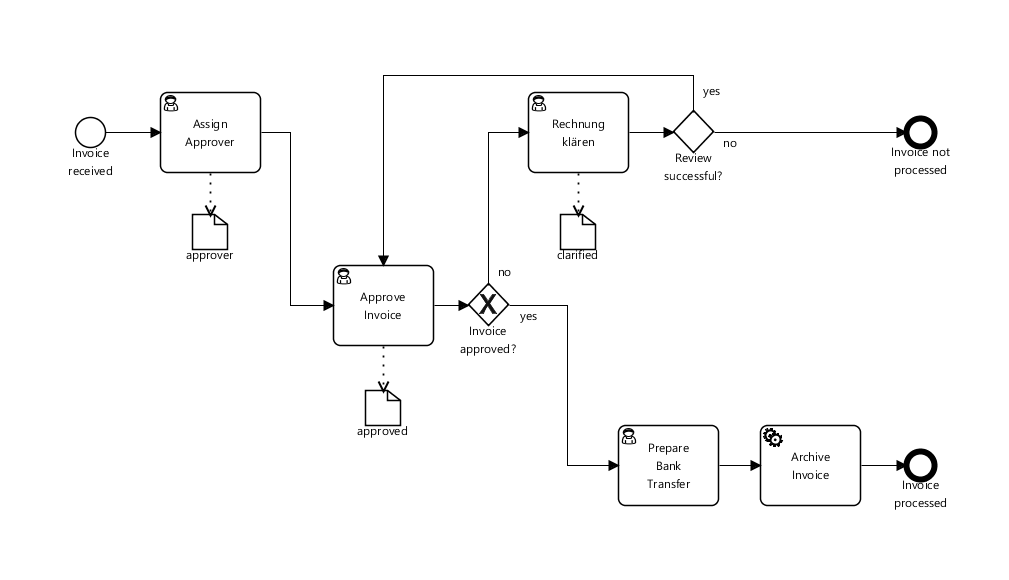 yes
Assign
Approver
Rechnung
klären
no
Invoice
received
Review
successful?
Invoice not
processed
approver
clarified
no
Approve
Invoice
yes
Invoice
approved?
approved
Prepare
Bank
Transfer
Archive
Invoice
Invoice
processed